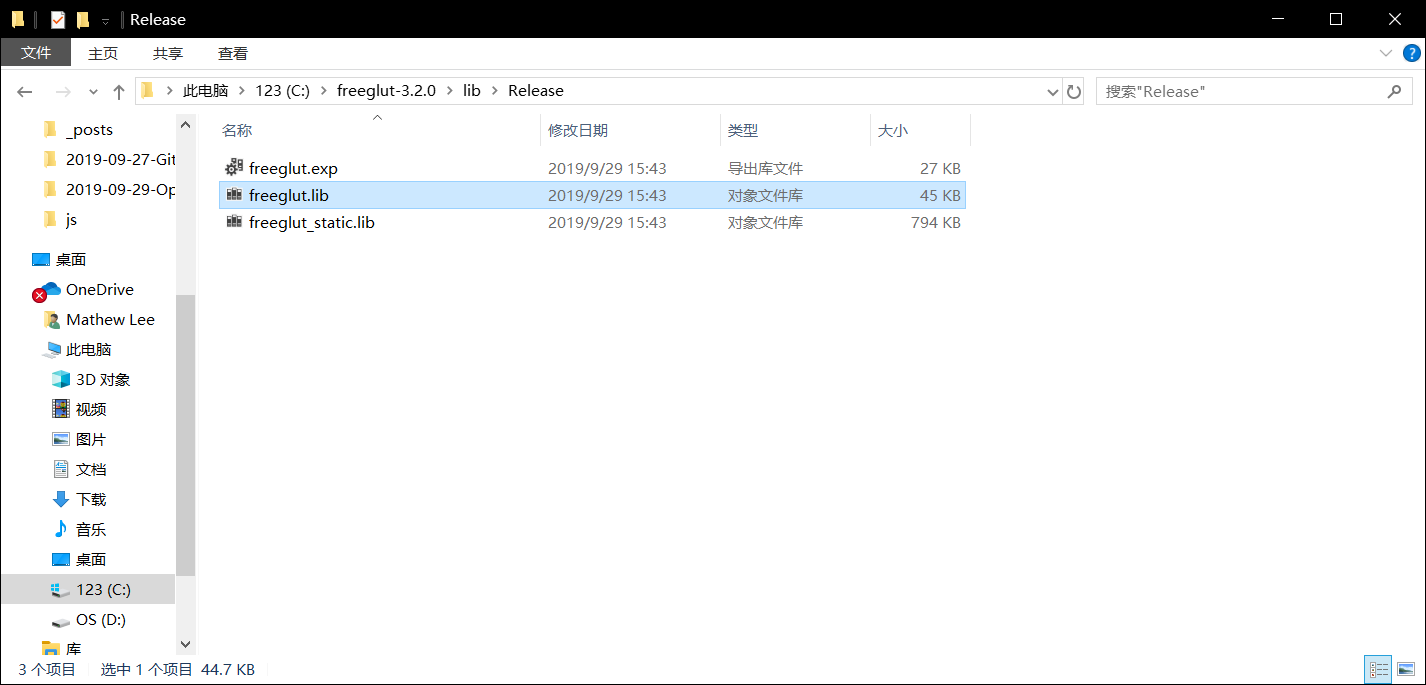 Release
文件 主页 共享 查看
此电脑 123 (C:) freeglut-3.2.0 lib Release 搜索"Release"
名称 修改日期 类型 大小
freeglut.exp 2019/9/29 15:43 导出库文件 27 KB
freeglut.lib 2019/9/29 15:43 对象文件库 45 KB
freeglut_static.lib 2019/9/29 15:43 对象文件库 794 KB
_posts
2019-09-27-Git
2019-09-29-Op
js
桌面
OneDrive
Mathew Lee
此电脑
3D 对象
视频
图片
文档
下载
音乐
桌面
123 (C:)
OS (D:)
库
3 个项目 选中 1 个项目 44.7 KB